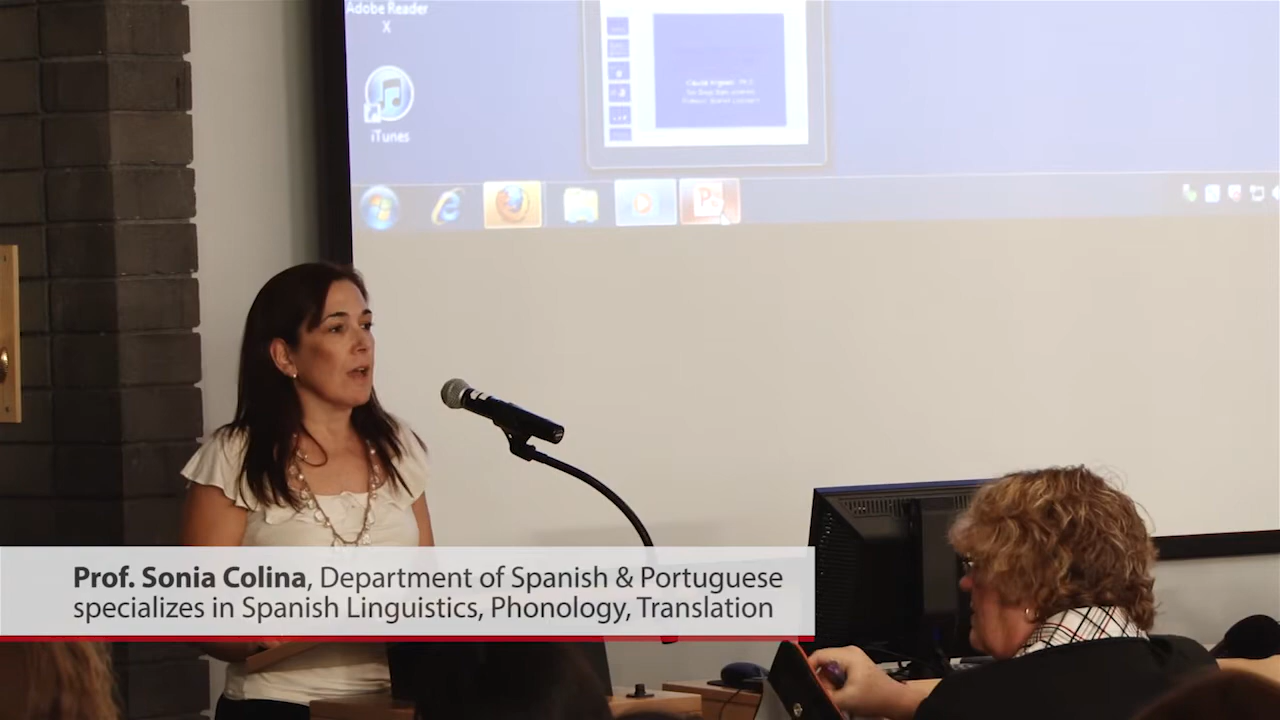 Adobe Reader
X
iTunes
Prof. Sonia Colina, Department of Spanish & Portuguese
specializes in Spanish Linguistics, Phonology, Translation